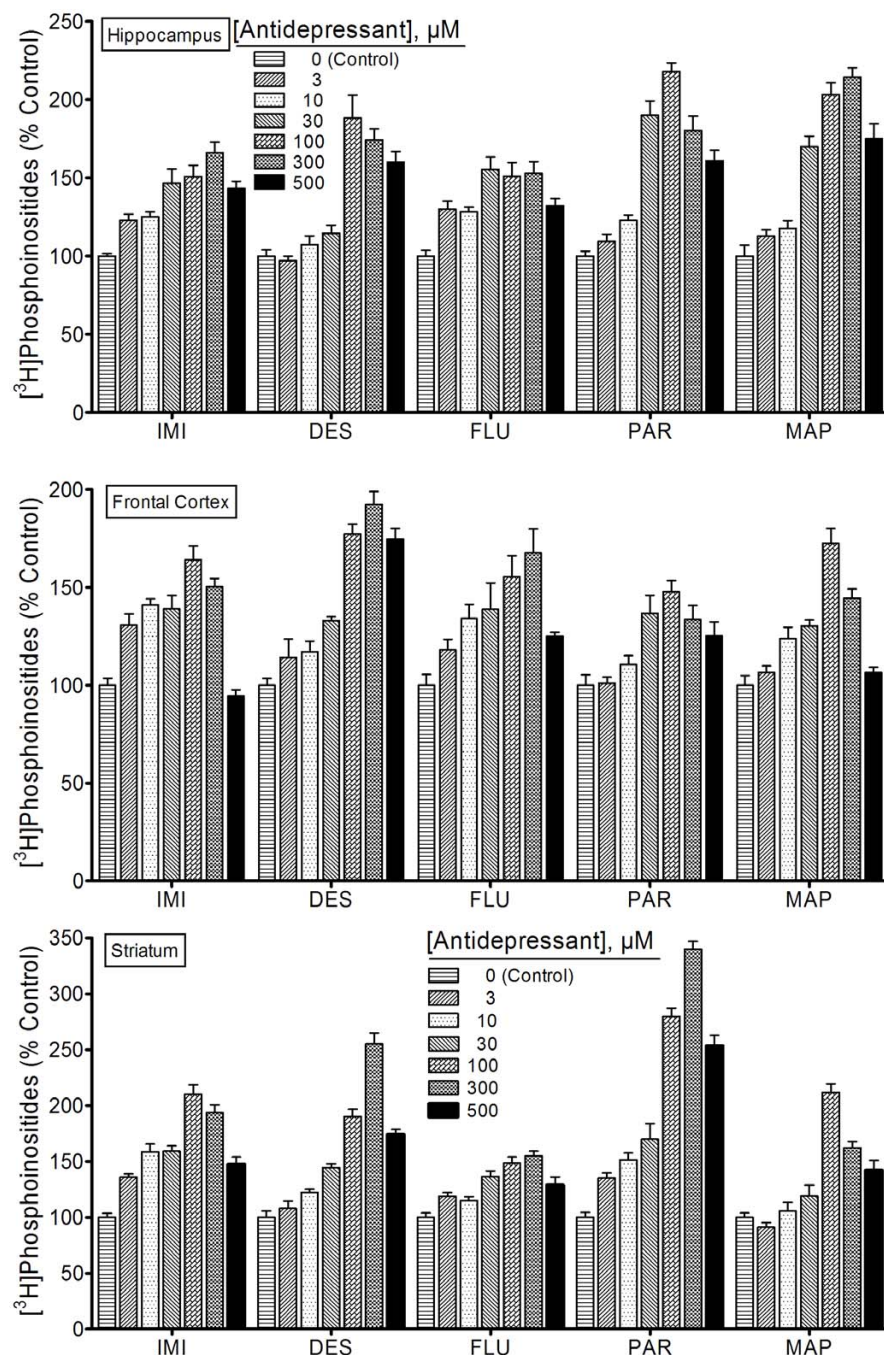 [³H]Phosphoinositides (% Control)
250
200
150
100
50
0
Hippocampus
[Antidepressant], µM
0 (Control)
3
10
30
100
300
500
IMI DES FLU PAR MAP
[³H]Phosphoinositides (% Control)
200
150
100
50
0
Frontal Cortex
IMI DES FLU PAR MAP
[³H]Phosphoinositides (% Control)
350
300
250
200
150
100
50
0
Striatum
[Antidepressant], µM
0 (Control)
3
10
30
100
300
500
IMI DES FLU PAR MAP